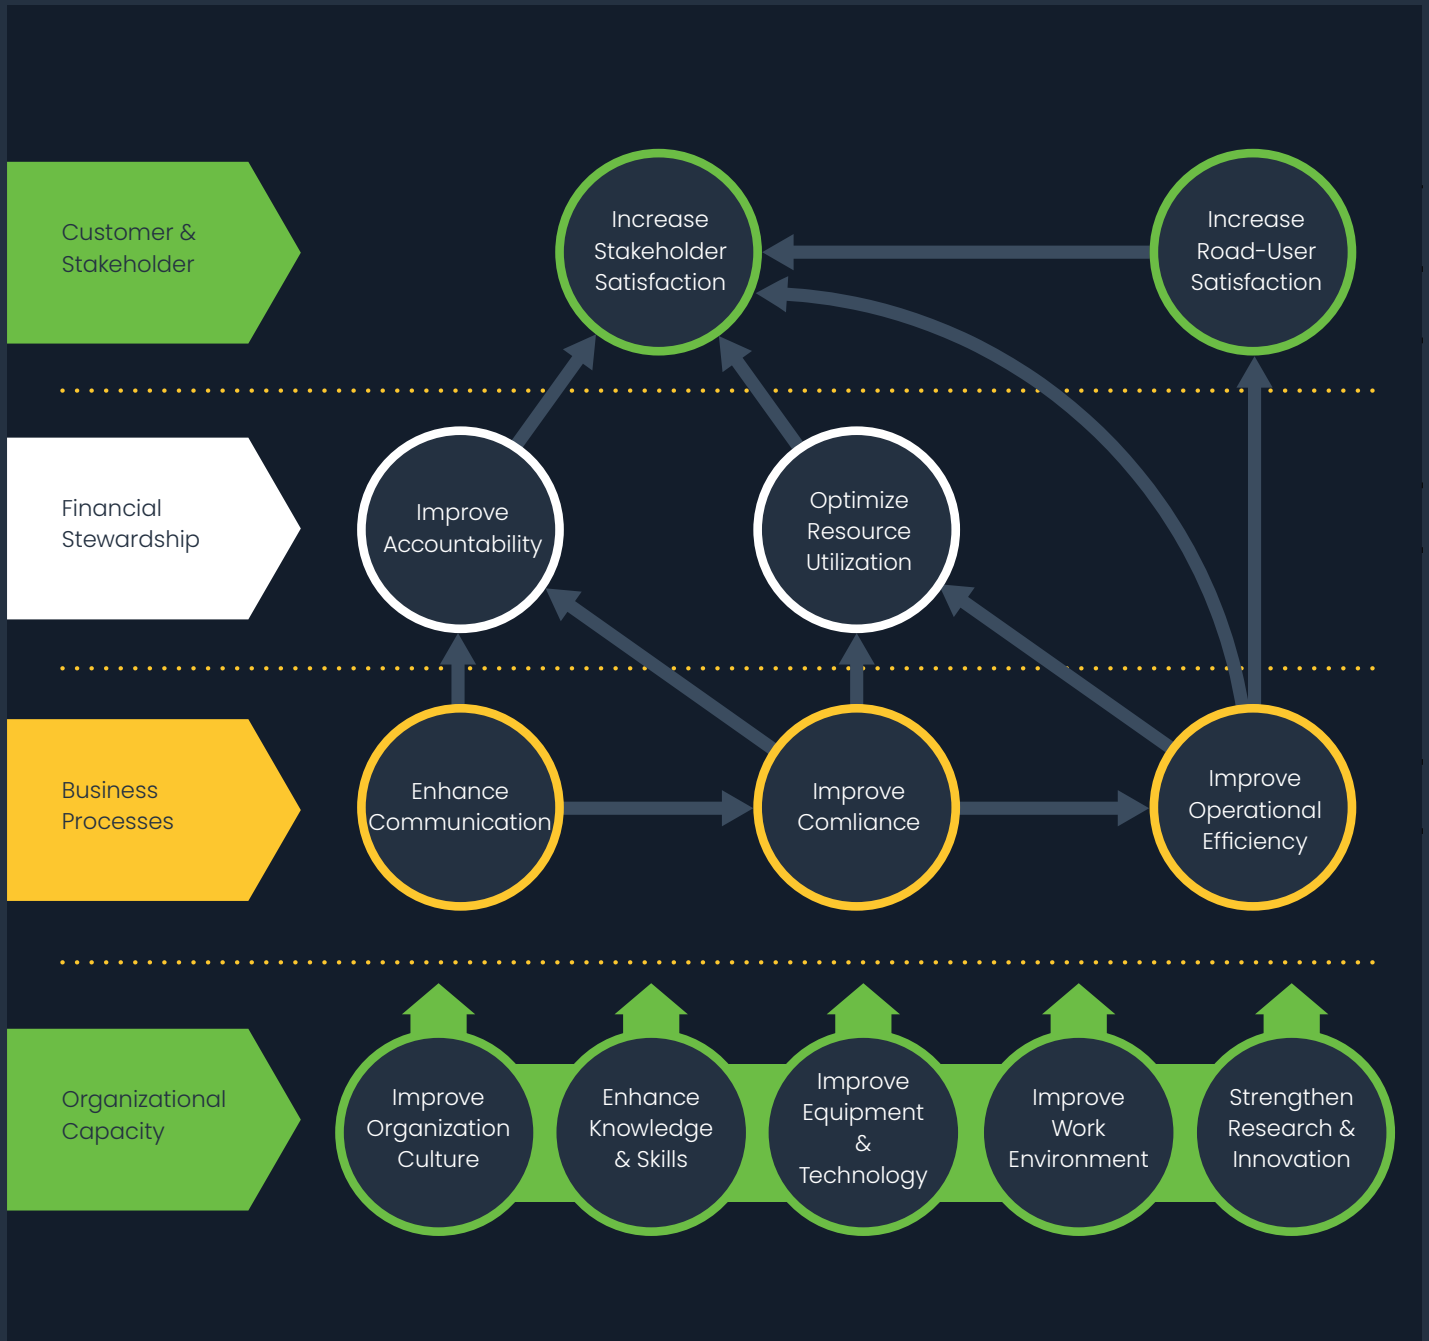 Customer &
Stakeholder
Increase
Stakeholder
Satisfaction
Increase
Road-User
Satisfaction
Financial
Stewardship
Improve
Accountability
Optimize
Resource
Utilization
Business
Processes
Enhance
Communication
Improve
Comliance
Improve
Operational
Efficiency
Organizational
Capacity
Improve
Organization
Culture
Enhance
Knowledge
& Skills
Improve
Equipment
&
Technology
Improve
Work
Environment
Strengthen
Research &
Innovation